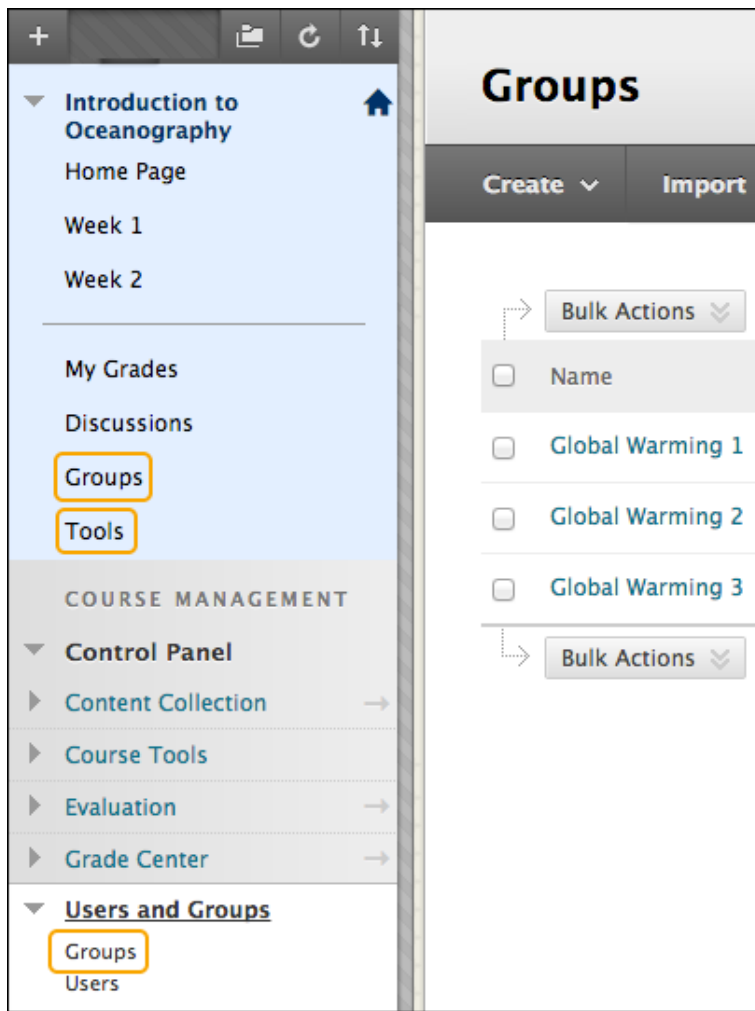 Introduction to
Oceanography
Home Page
Week 1
Week 2
My Grades
Discussions
Groups
Tools
COURSE MANAGEMENT
Control Panel
Content Collection
Course Tools
Evaluation
Grade Center
Users and Groups
Groups
Users
Groups
Create
Import
Bulk Actions
Name
Global Warming 1
Global Warming 2
Global Warming 3
Bulk Actions